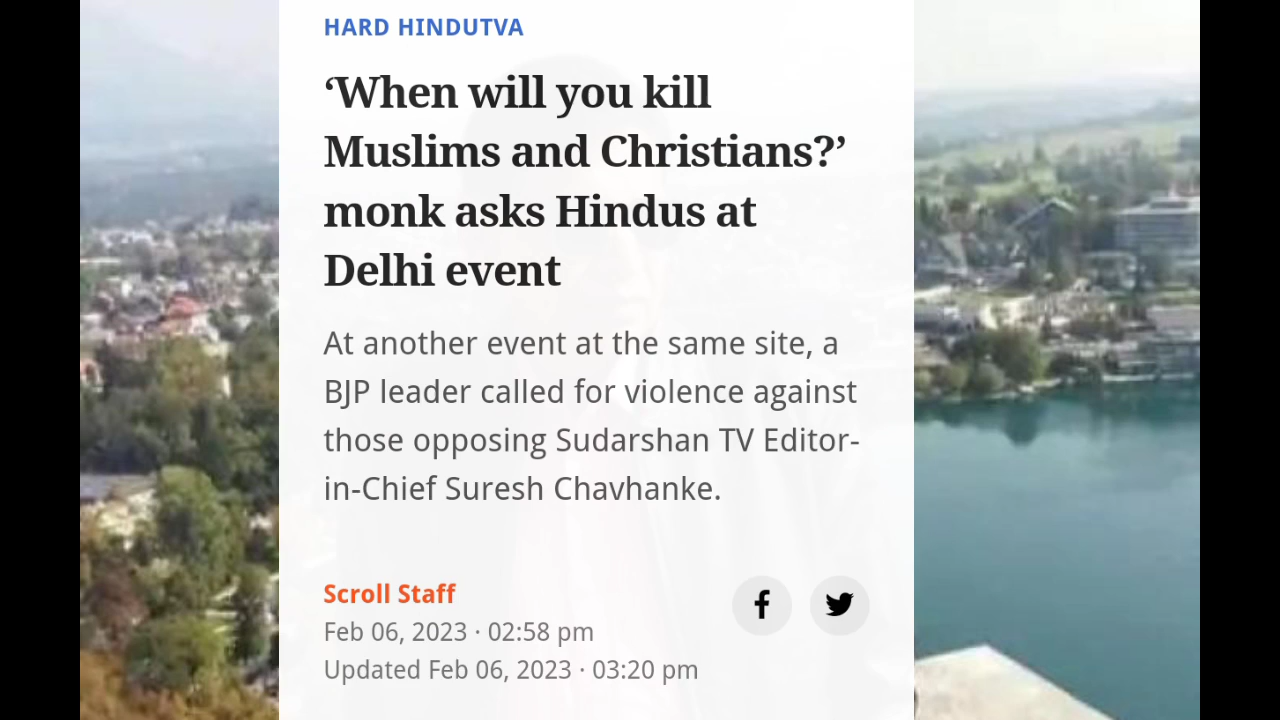 HARD HINDUTVA
‘When will you kill
Muslims and Christians?’
monk asks Hindus at
Delhi event
At another event at the same site, a
BJP leader called for violence against
those opposing Sudarshan TV Editor-
in-Chief Suresh Chavhanke.
Scroll Staff
Feb 06, 2023 · 02:58 pm
Updated Feb 06, 2023 · 03:20 pm